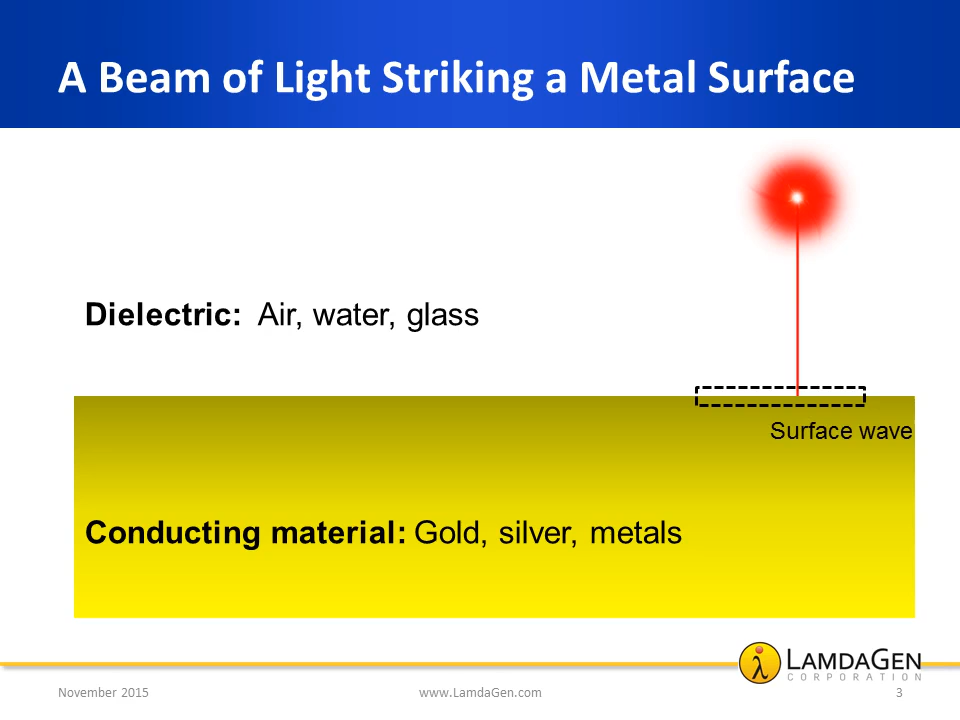 A Beam of Light Striking a Metal Surface
Dielectric: Air, water, glass
Surface wave
Conducting material: Gold, silver, metals
λ LAMDAGEN
CORPORATION
November 2015 www.LamdaGen.com 3